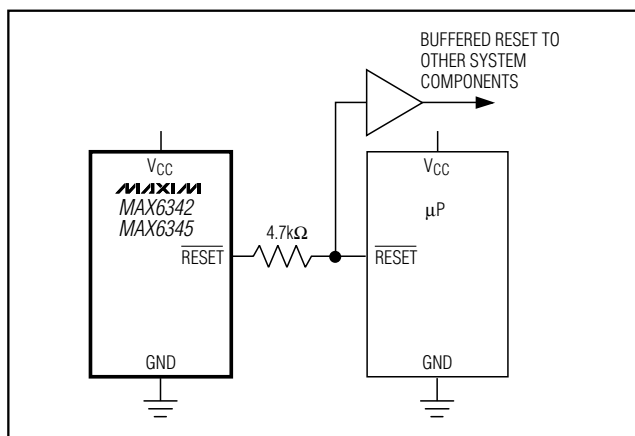 BUFFERED RESET TO
OTHER SYSTEM
COMPONENTS
VCC
MAXIM
MAX6342
MAX6345
RESET
GND
4.7kΩ
VCC
μP
RESET
GND